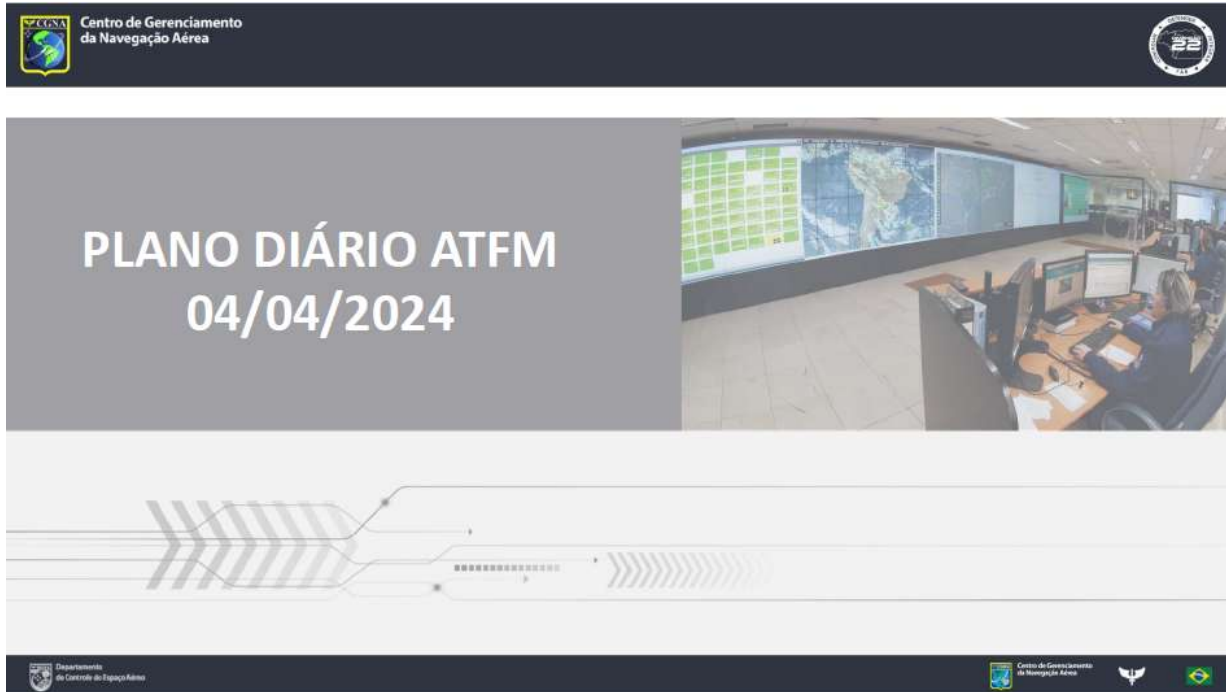 CGNA
Centro de Gerenciamento
da Navegação Aérea
22
PLANO DIÁRIO ATFM
04/04/2024
Departamento
de Controle do Espaço Aéreo
Centro de Gerenciamento
da Navegação Aérea